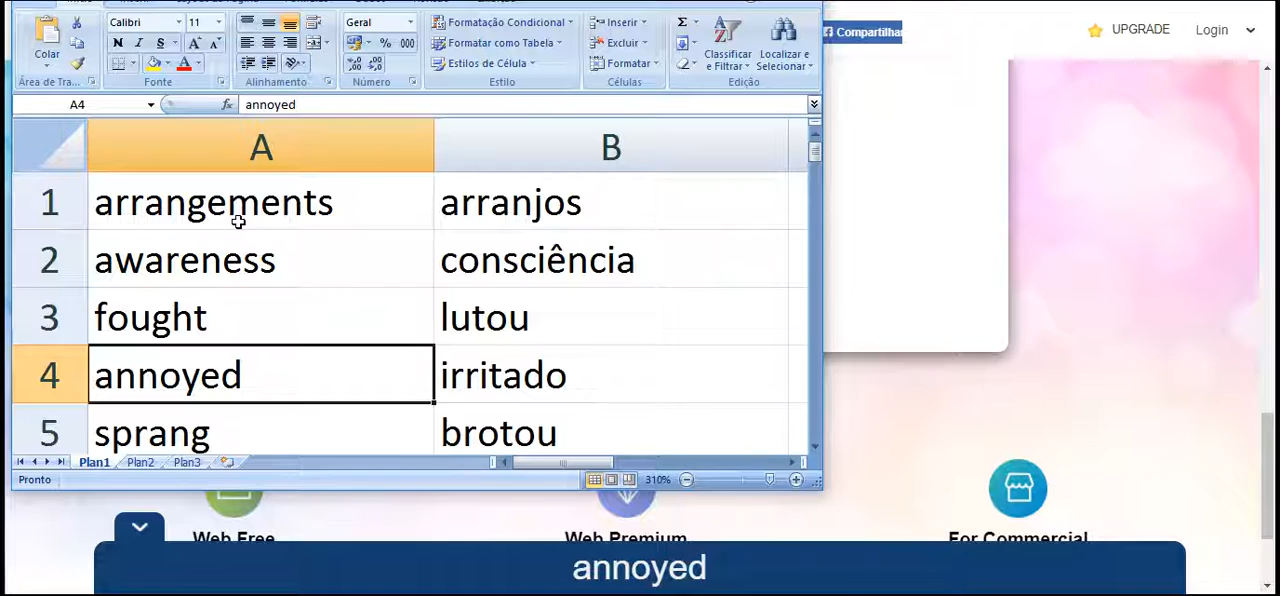 Calibri 11 Geral Formatação Condicional Inserir Σ
Compartilhar
UPGRADE Login
Colar N I S A A % 000 Formatar como Tabela Excluir Classificar e Filtrar Localizar e Selecionar
A Estilos de Célula Formatar
Área de Tra... Fonte Alinhamento Número Estilo Células Edição
A4 fx annoyed
A B
1 arrangements arranjos
2 awareness consciência
3 fought lutou
4 annoyed irritado
5 sprang brotou
Plan1 Plan2 Plan3
Pronto 310%
Web Free Web Premium For Commercial
annoyed